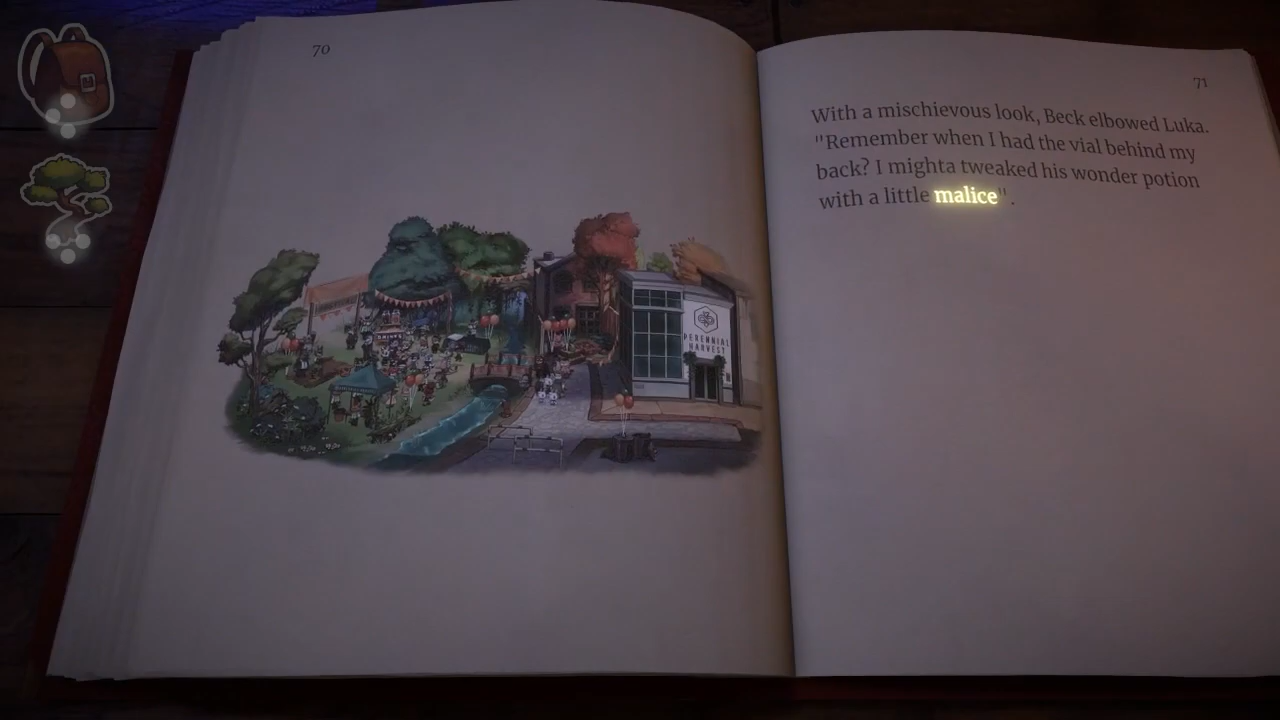 70
PERENNIAL
HARVEST
71
With a mischievous look, Beck elbowed Luka.
"Remember when I had the vial behind my
back? I mighta tweaked his wonder potion
with a little malice" .